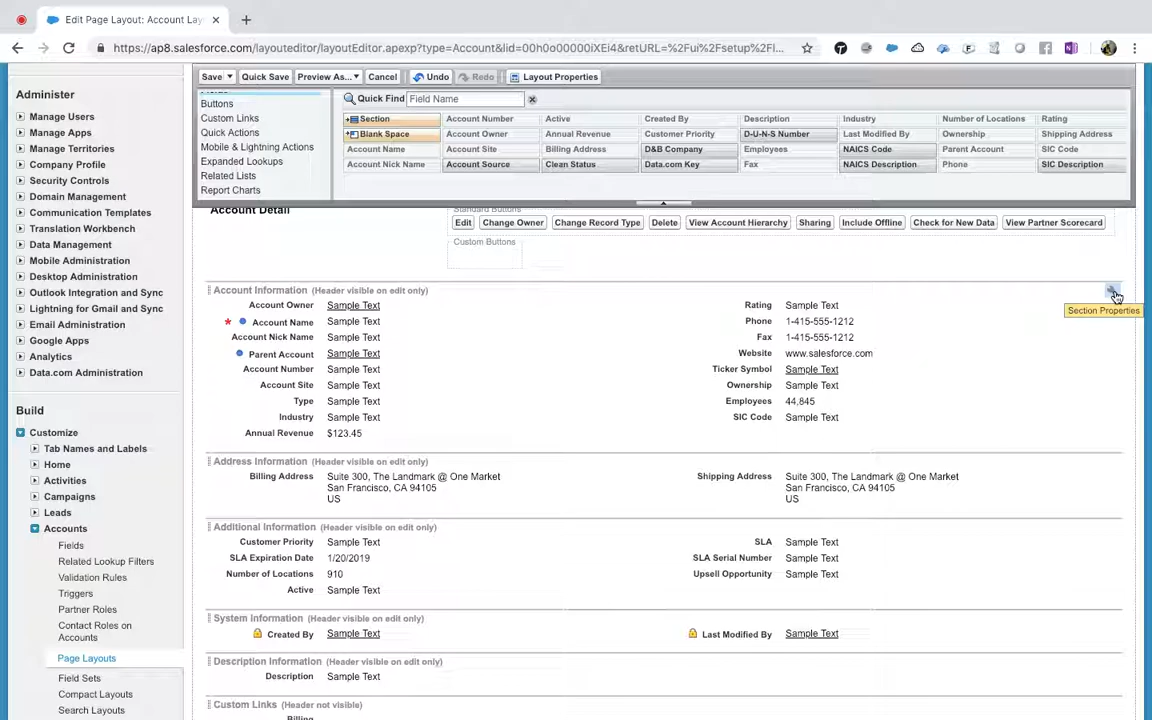 Edit Page Layout: Account Lay
https://ap8.salesforce.com/layouteditor/layoutEditor.apexp?type=Account&lid=00h0o00000iXEi4&retURL=%2Fui%2Fsetup%2Fl...
Administer
Manage Users
Manage Apps
Manage Territories
Company Profile
Security Controls
Domain Management
Communication Templates
Translation Workbench
Data Management
Mobile Administration
Desktop Administration
Outlook Integration and Sync
Lightning for Gmail and Sync
Email Administration
Google Apps
Analytics
Data.com Administration
Build
Customize
Tab Names and Labels
Home
Activities
Campaigns
Leads
Accounts
Fields
Related Lookup Filters
Validation Rules
Triggers
Partner Roles
Contact Roles on
Accounts
Page Layouts
Field Sets
Compact Layouts
Search Layouts
Save Quick Save Preview As... Cancel Undo Redo Layout Properties
Buttons
Custom Links
Quick Actions
Mobile & Lightning Actions
Expanded Lookups
Related Lists
Report Charts
Quick Find Field Name
Section Account Number Active Created By Description Industry Number of Locations Rating
Blank Space Account Owner Annual Revenue Customer Priority D-U-N-S Number Last Modified By Ownership Shipping Address
Account Name Account Site Billing Address D&B Company Employees NAICS Code Parent Account SIC Code
Account Nick Name Account Source Clean Status Data.com Key Fax NAICS Description Phone SIC Description
Account Detail
Standard Buttons
Edit Change Owner Change Record Type Delete View Account Hierarchy Sharing Include Offline Check for New Data View Partner Scorecard
Custom Buttons
Account Information (Header visible on edit only)
Section Properties
Account Owner Sample Text Rating Sample Text
* Account Name Sample Text Phone 1-415-555-1212
Account Nick Name Sample Text Fax 1-415-555-1212
Parent Account Sample Text Website www.salesforce.com
Account Number Sample Text Ticker Symbol Sample Text
Account Site Sample Text Ownership Sample Text
Type Sample Text Employees 44,845
Industry Sample Text SIC Code Sample Text
Annual Revenue $123.45
Address Information (Header visible on edit only)
Billing Address Suite 300, The Landmark @ One Market Shipping Address Suite 300, The Landmark @ One Market
San Francisco, CA 94105 San Francisco, CA 94105
US US
Additional Information (Header visible on edit only)
Customer Priority Sample Text SLA Sample Text
SLA Expiration Date 1/20/2019 SLA Serial Number Sample Text
Number of Locations 910 Upsell Opportunity Sample Text
Active Sample Text
System Information (Header visible on edit only)
Created By Sample Text Last Modified By Sample Text
Description Information (Header visible on edit only)
Description Sample Text
Custom Links (Header not visible)
Billing